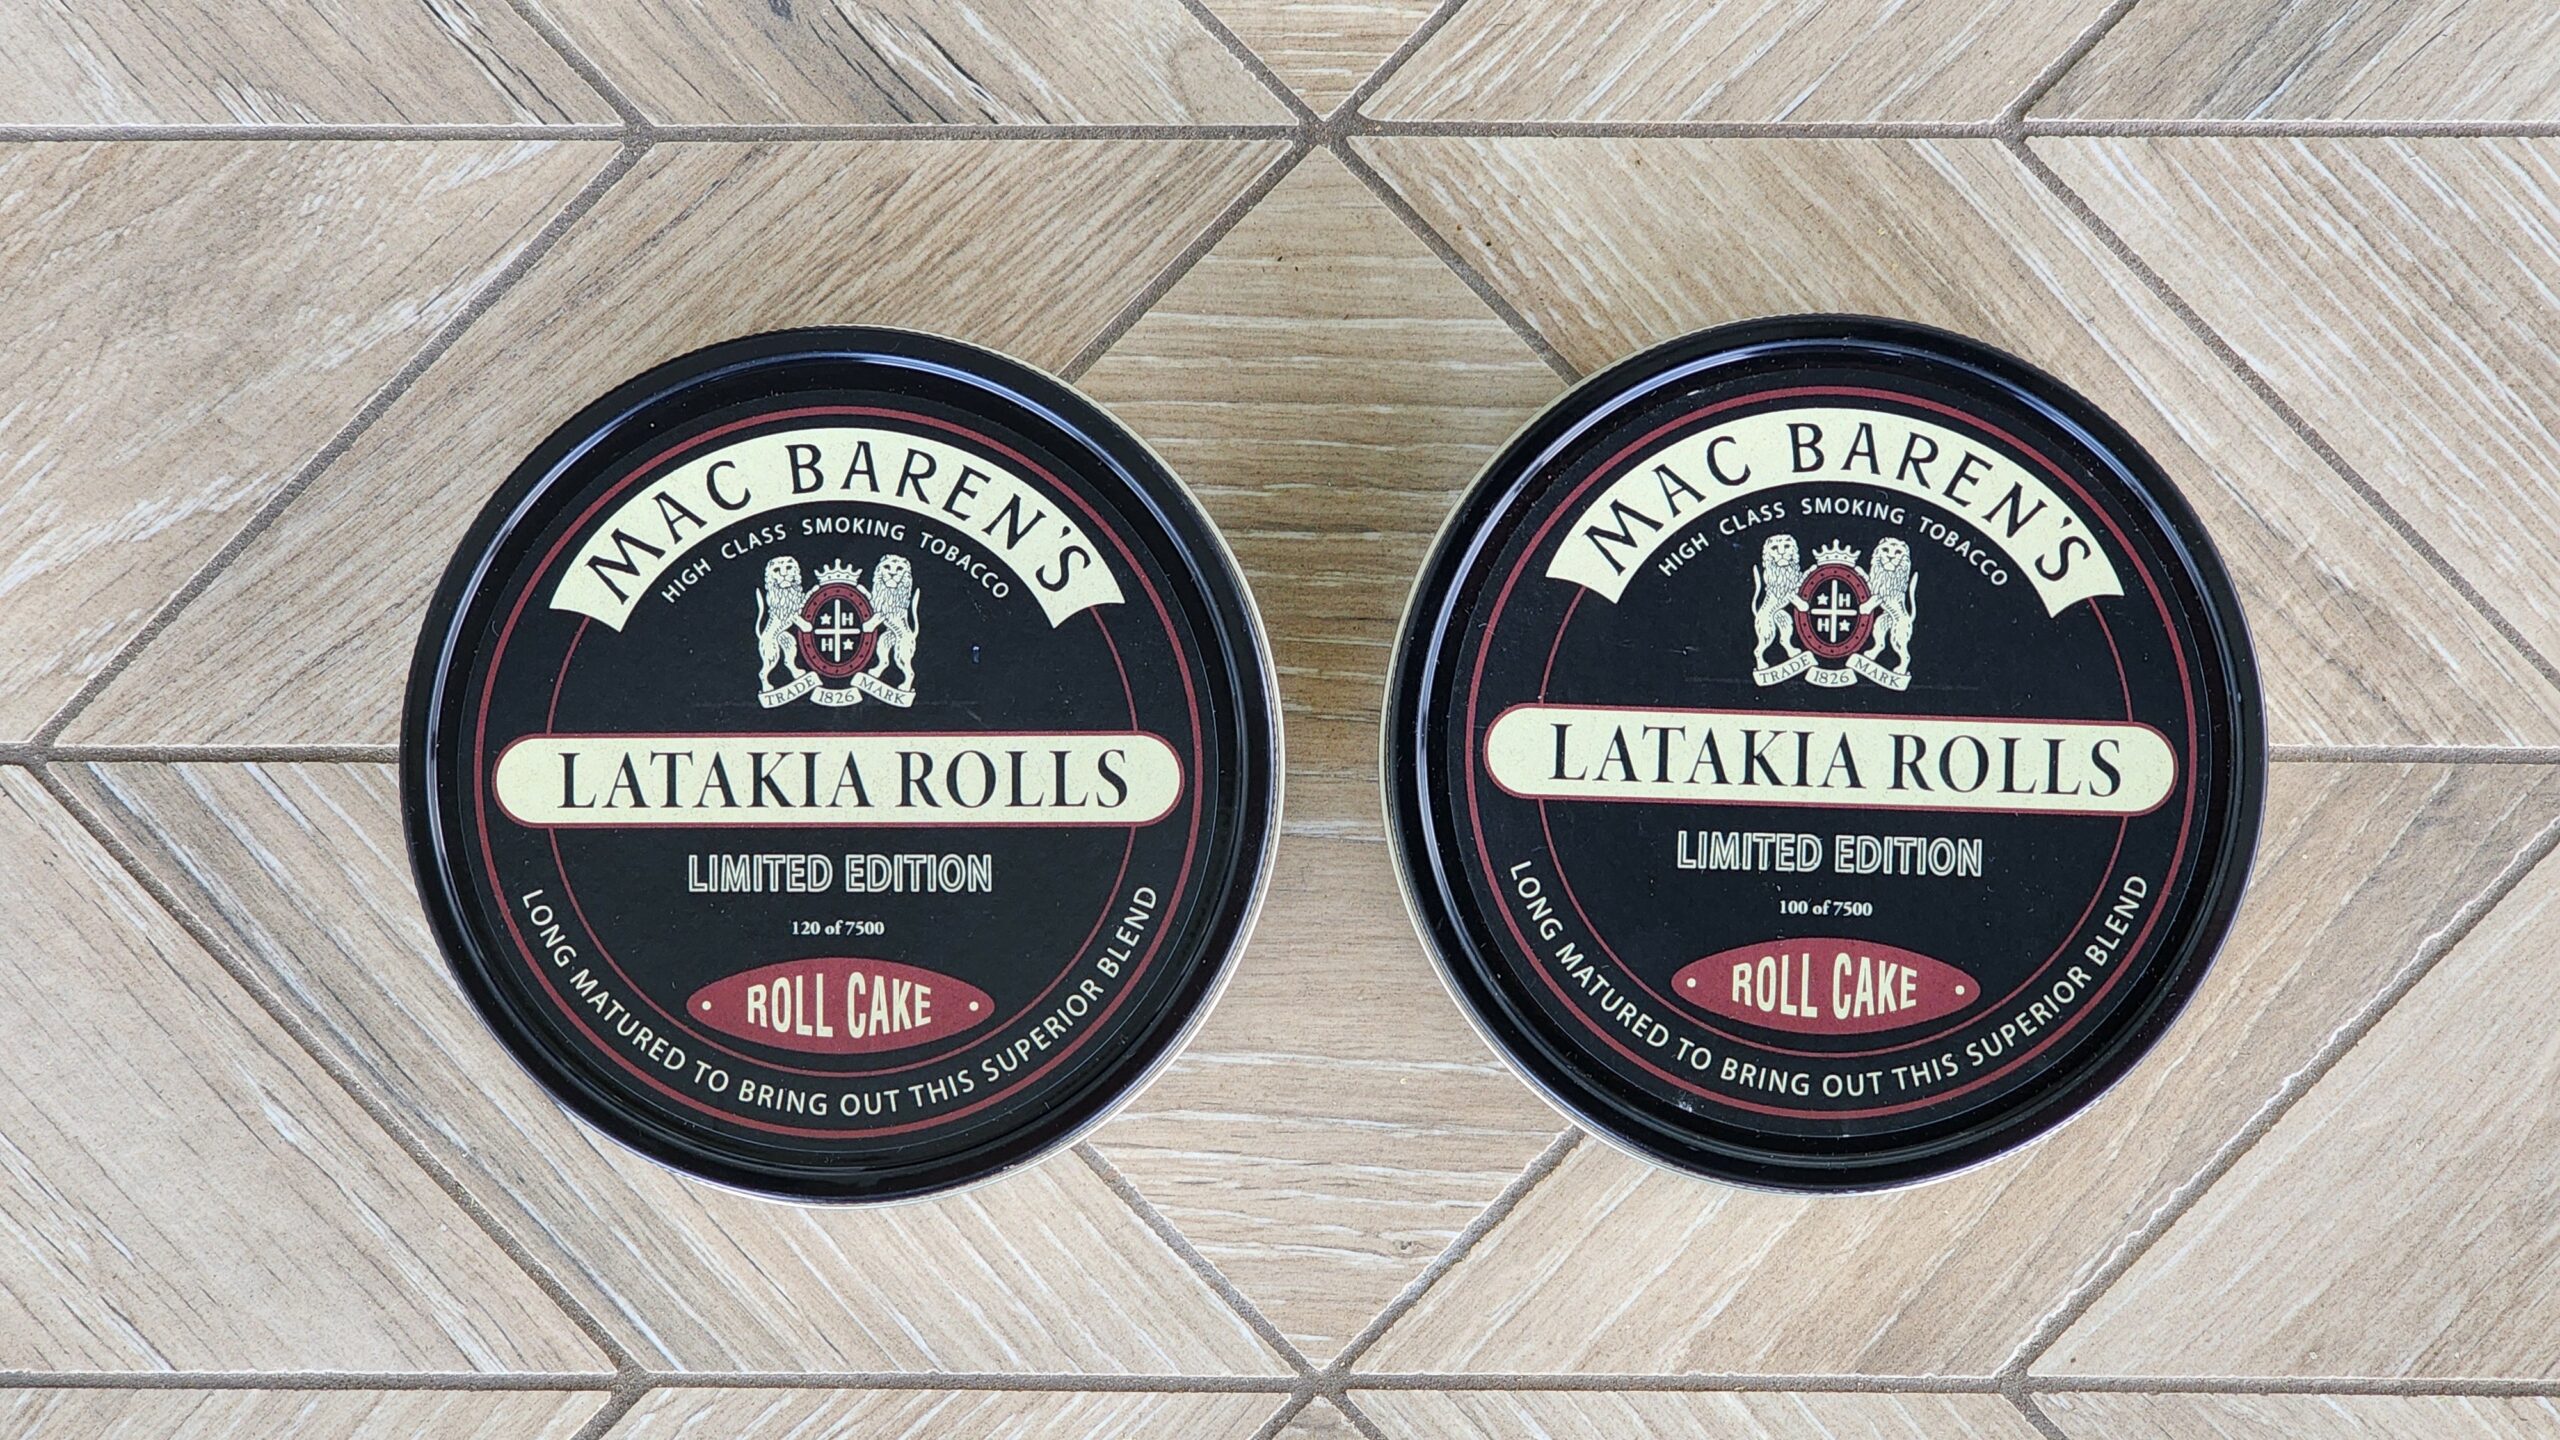 MAC BAREN'S
HIGH CLASS SMOKING TOBACCO
H
H
TRADE 1826 MARK
LATAKIA ROLLS
LIMITED EDITION
120 of 7500
ROLL CAKE
LONG MATURED TO BRING OUT THIS SUPERIOR BLEND
MAC BAREN'S
HIGH CLASS SMOKING TOBACCO
H
H
TRADE 1826 MARK
LATAKIA ROLLS
LIMITED EDITION
100 of 7500
ROLL CAKE
LONG MATURED TO BRING OUT THIS SUPERIOR BLEND